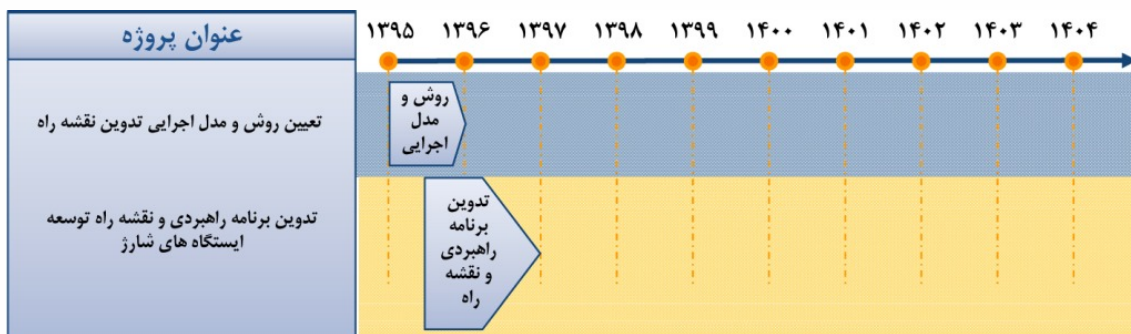 عنوان پروژه
۱۳۹۵ ۱۳۹۶ ۱۳۹۷ ۱۳۹۸ ۱۳۹۹ ۱۴۰۰ ۱۴۰۱ ۱۴۰۲ ۱۴۰۳ ۱۴۰۴
تعیین روش و مدل اجرایی تدوین نقشه راه
روش و
مدل
اجرایی
تدوین برنامه راهبردی و نقشه راه توسعه
ایستگاه های شارژ
تدوین
برنامه
راهبردی
و نقشه
راه